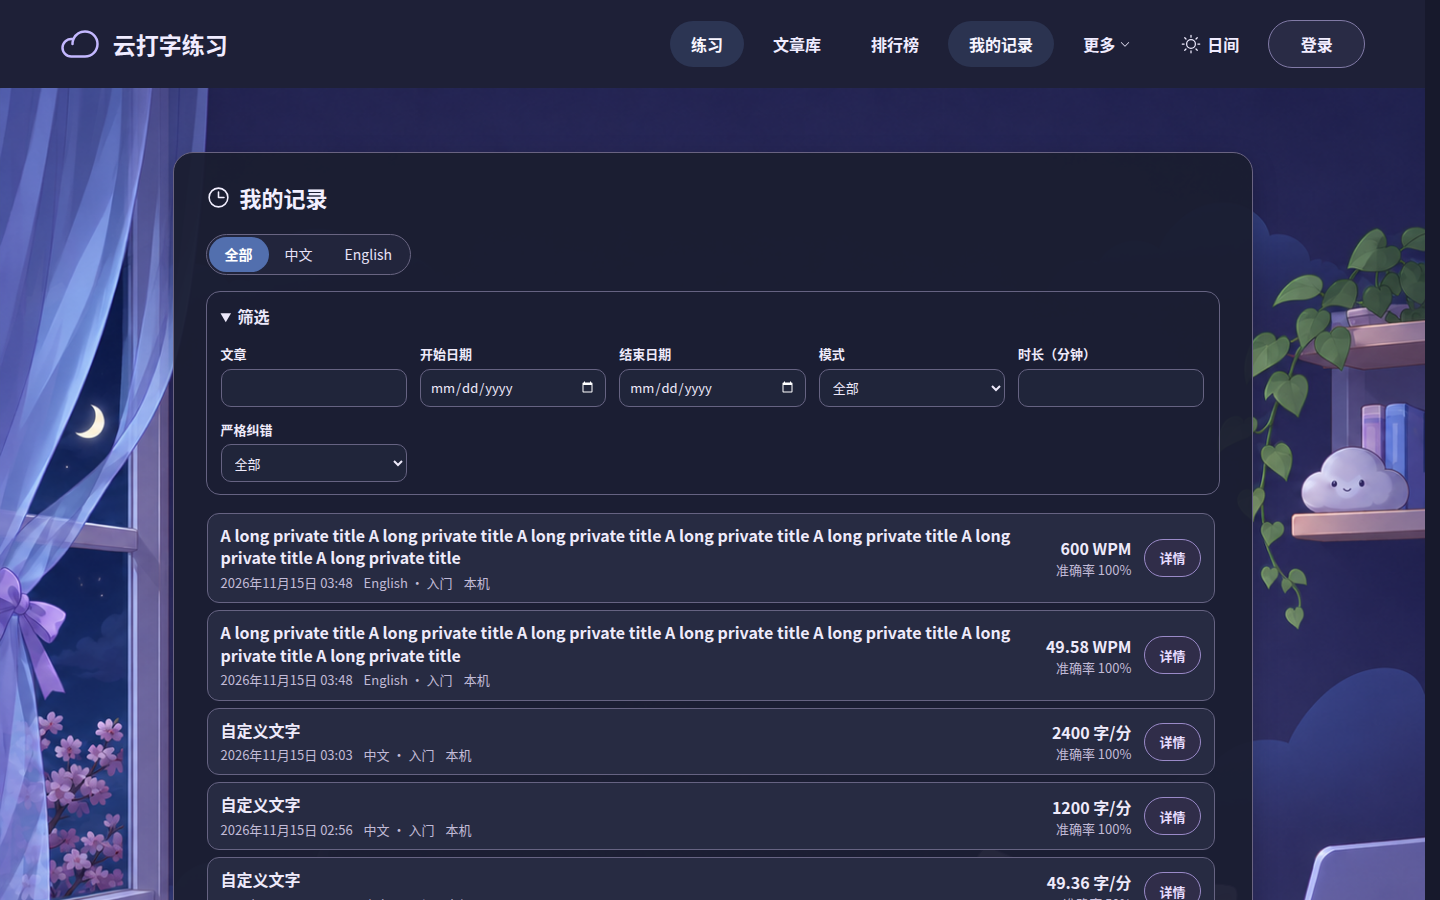 云打字练习
练习 文章库 排行榜 我的记录 更多 日间 登录
我的记录
全部 中文 English
筛选
文章 开始日期 结束日期 模式 时长（分钟）
mm/dd/yyyy mm/dd/yyyy 全部
严格纠错
全部
A long private title A long private title A long private title A long private title A long private title A long
private title A long private title
2026年11月15日 03:48 English · 入门 本机
600 WPM
准确率 100%
详情
A long private title A long private title A long private title A long private title A long private title A long
private title A long private title
2026年11月15日 03:48 English · 入门 本机
49.58 WPM
准确率 100%
详情
自定义文字
2026年11月15日 03:03 中文 · 入门 本机
2400 字/分
准确率 100%
详情
自定义文字
2026年11月15日 02:56 中文 · 入门 本机
1200 字/分
准确率 100%
详情
自定义文字
49.36 字/分
详情